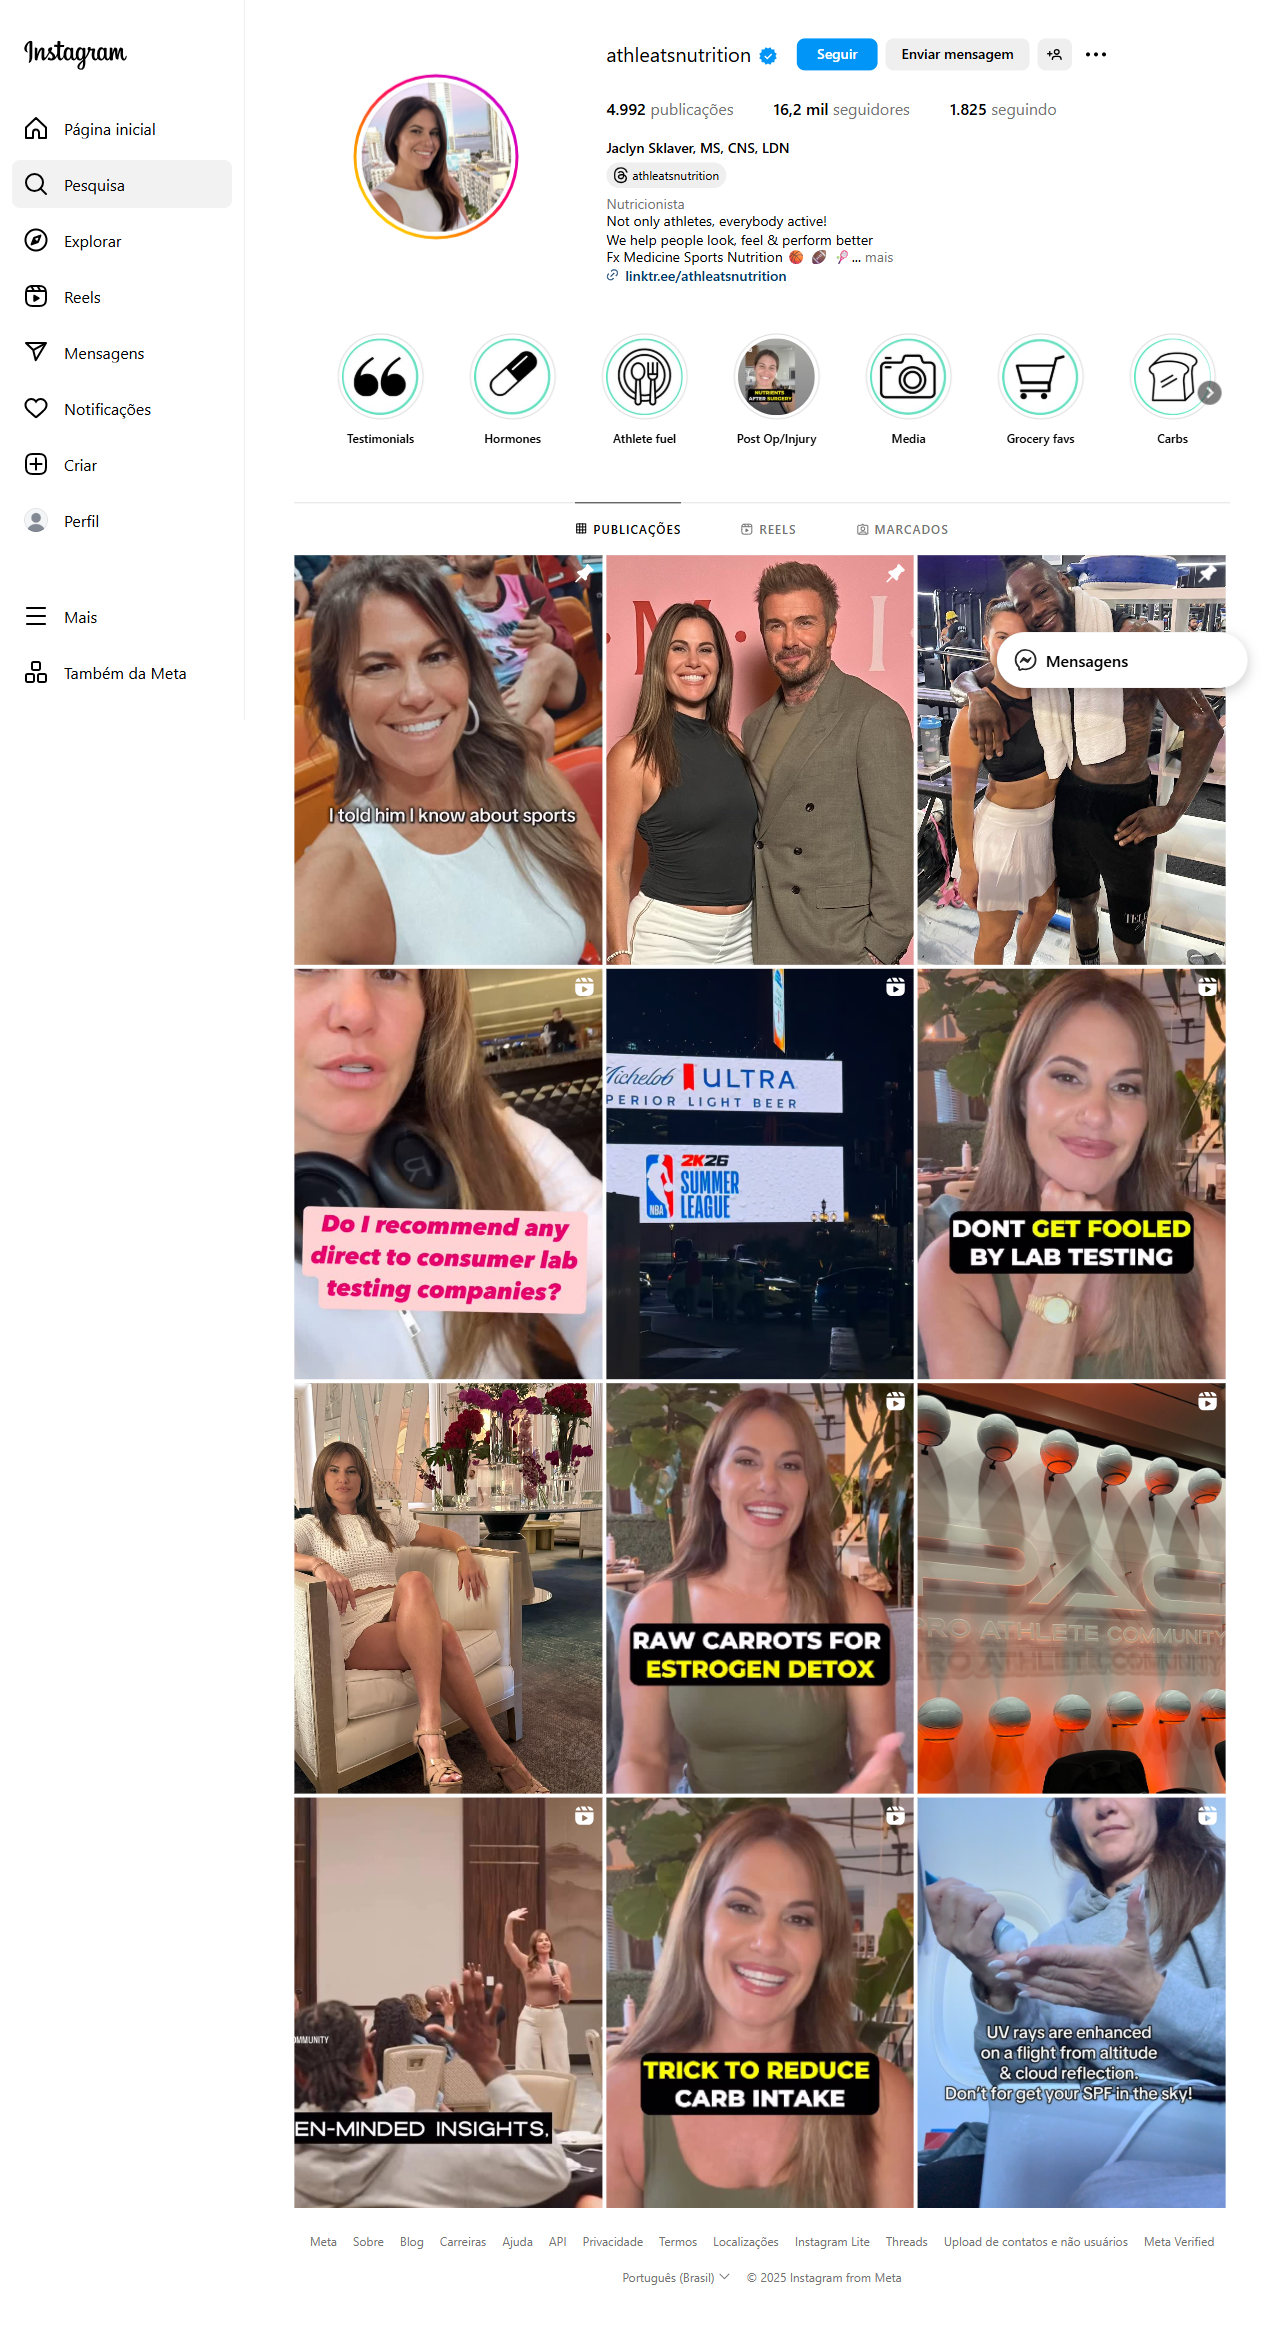 Instagram
Página inicial
Pesquisa
Explorar
Reels
Mensagens
Notificações
Criar
Perfil
Mais
Também da Meta
athleatsnutrition
Seguir
Enviar mensagem
4.992 publicações
16,2 mil seguidores
1.825 seguindo
Jaclyn Sklaver, MS, CNS, LDN
athleatsnutrition
Nutricionista
Not only athletes, everybody active!
We help people look, feel & perform better
Fx Medicine Sports Nutrition 🏀 🏈 🎾... mais
linktr.ee/athleatsnutrition
NUTRIENTS
AFTER SURGERY
Testimonials
Hormones
Athlete fuel
Post Op/Injury
Media
Grocery favs
Carbs
PUBLICAÇÕES
REELS
MARCADOS
I told him I know about sports
M
I
Mensagens
Do I recommend any
direct to consumer lab
testing companies?
Michelob ULTRA
PERIOR LIGHT BEER
NBA
2K26
SUMMER
LEAGUE
DONT GET FOOLED
BY LAB TESTING
RAW CARROTS FOR
ESTROGEN DETOX
PAC
PRO ATHLETE COMMUNITY
OMMUNITY
EN-MINDED INSIGHTS,
TRICK TO REDUCE
CARB INTAKE
UV rays are enhanced
on a flight from altitude
& cloud reflection.
Don't for get your SPF in the sky!
Meta
Sobre
Blog
Carreiras
Ajuda
API
Privacidade
Termos
Localizações
Instagram Lite
Threads
Upload de contatos e não usuários
Meta Verified
Português (Brasil)
© 2025 Instagram from Meta